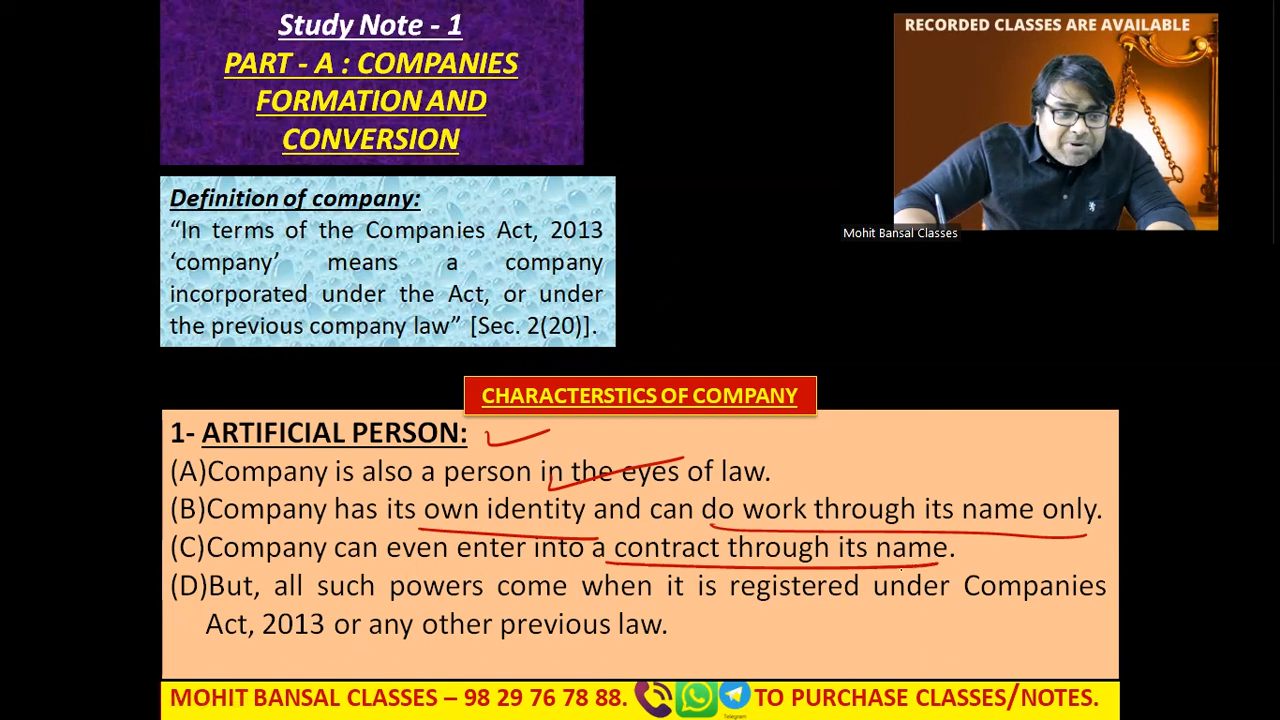 Study Note - 1
PART - A : COMPANIES
FORMATION AND
CONVERSION
RECORDED CLASSES ARE AVAILABLE
Mohit Bansal Classes
Definition of company:
“In terms of the Companies Act, 2013
‘company’ means a company
incorporated under the Act, or under
the previous company law” [Sec. 2(20)].
CHARACTERSTICS OF COMPANY
1- ARTIFICIAL PERSON:
(A)Company is also a person in the eyes of law.
(B)Company has its own identity and can do work through its name only.
(C)Company can even enter into a contract through its name.
(D)But, all such powers come when it is registered under Companies
Act, 2013 or any other previous law.
MOHIT BANSAL CLASSES – 98 29 76 78 88. TO PURCHASE CLASSES/NOTES.
Telegram